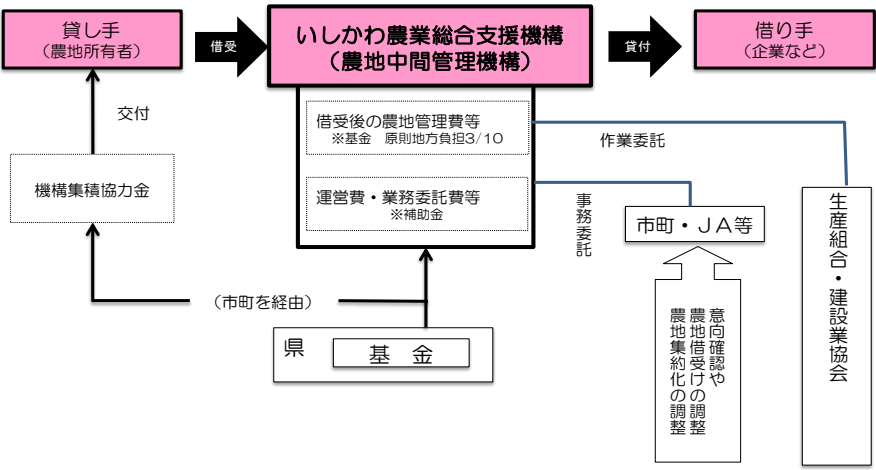 貸し手
（農地所有者）
借受
いしかわ農業総合支援機構
（農地中間管理機構）
貸付
借り手
（企業など）
交付
借受後の農地管理費等
※基金　原則地方負担3/10
作業委託
機構集積協力金
運営費・業務委託費等
※補助金
事務委託
市町・ＪＡ等
生産組合・建設業協会
（市町を経由）
県
基　金
意向確認や
農地借受けの調整
農地集約化の調整